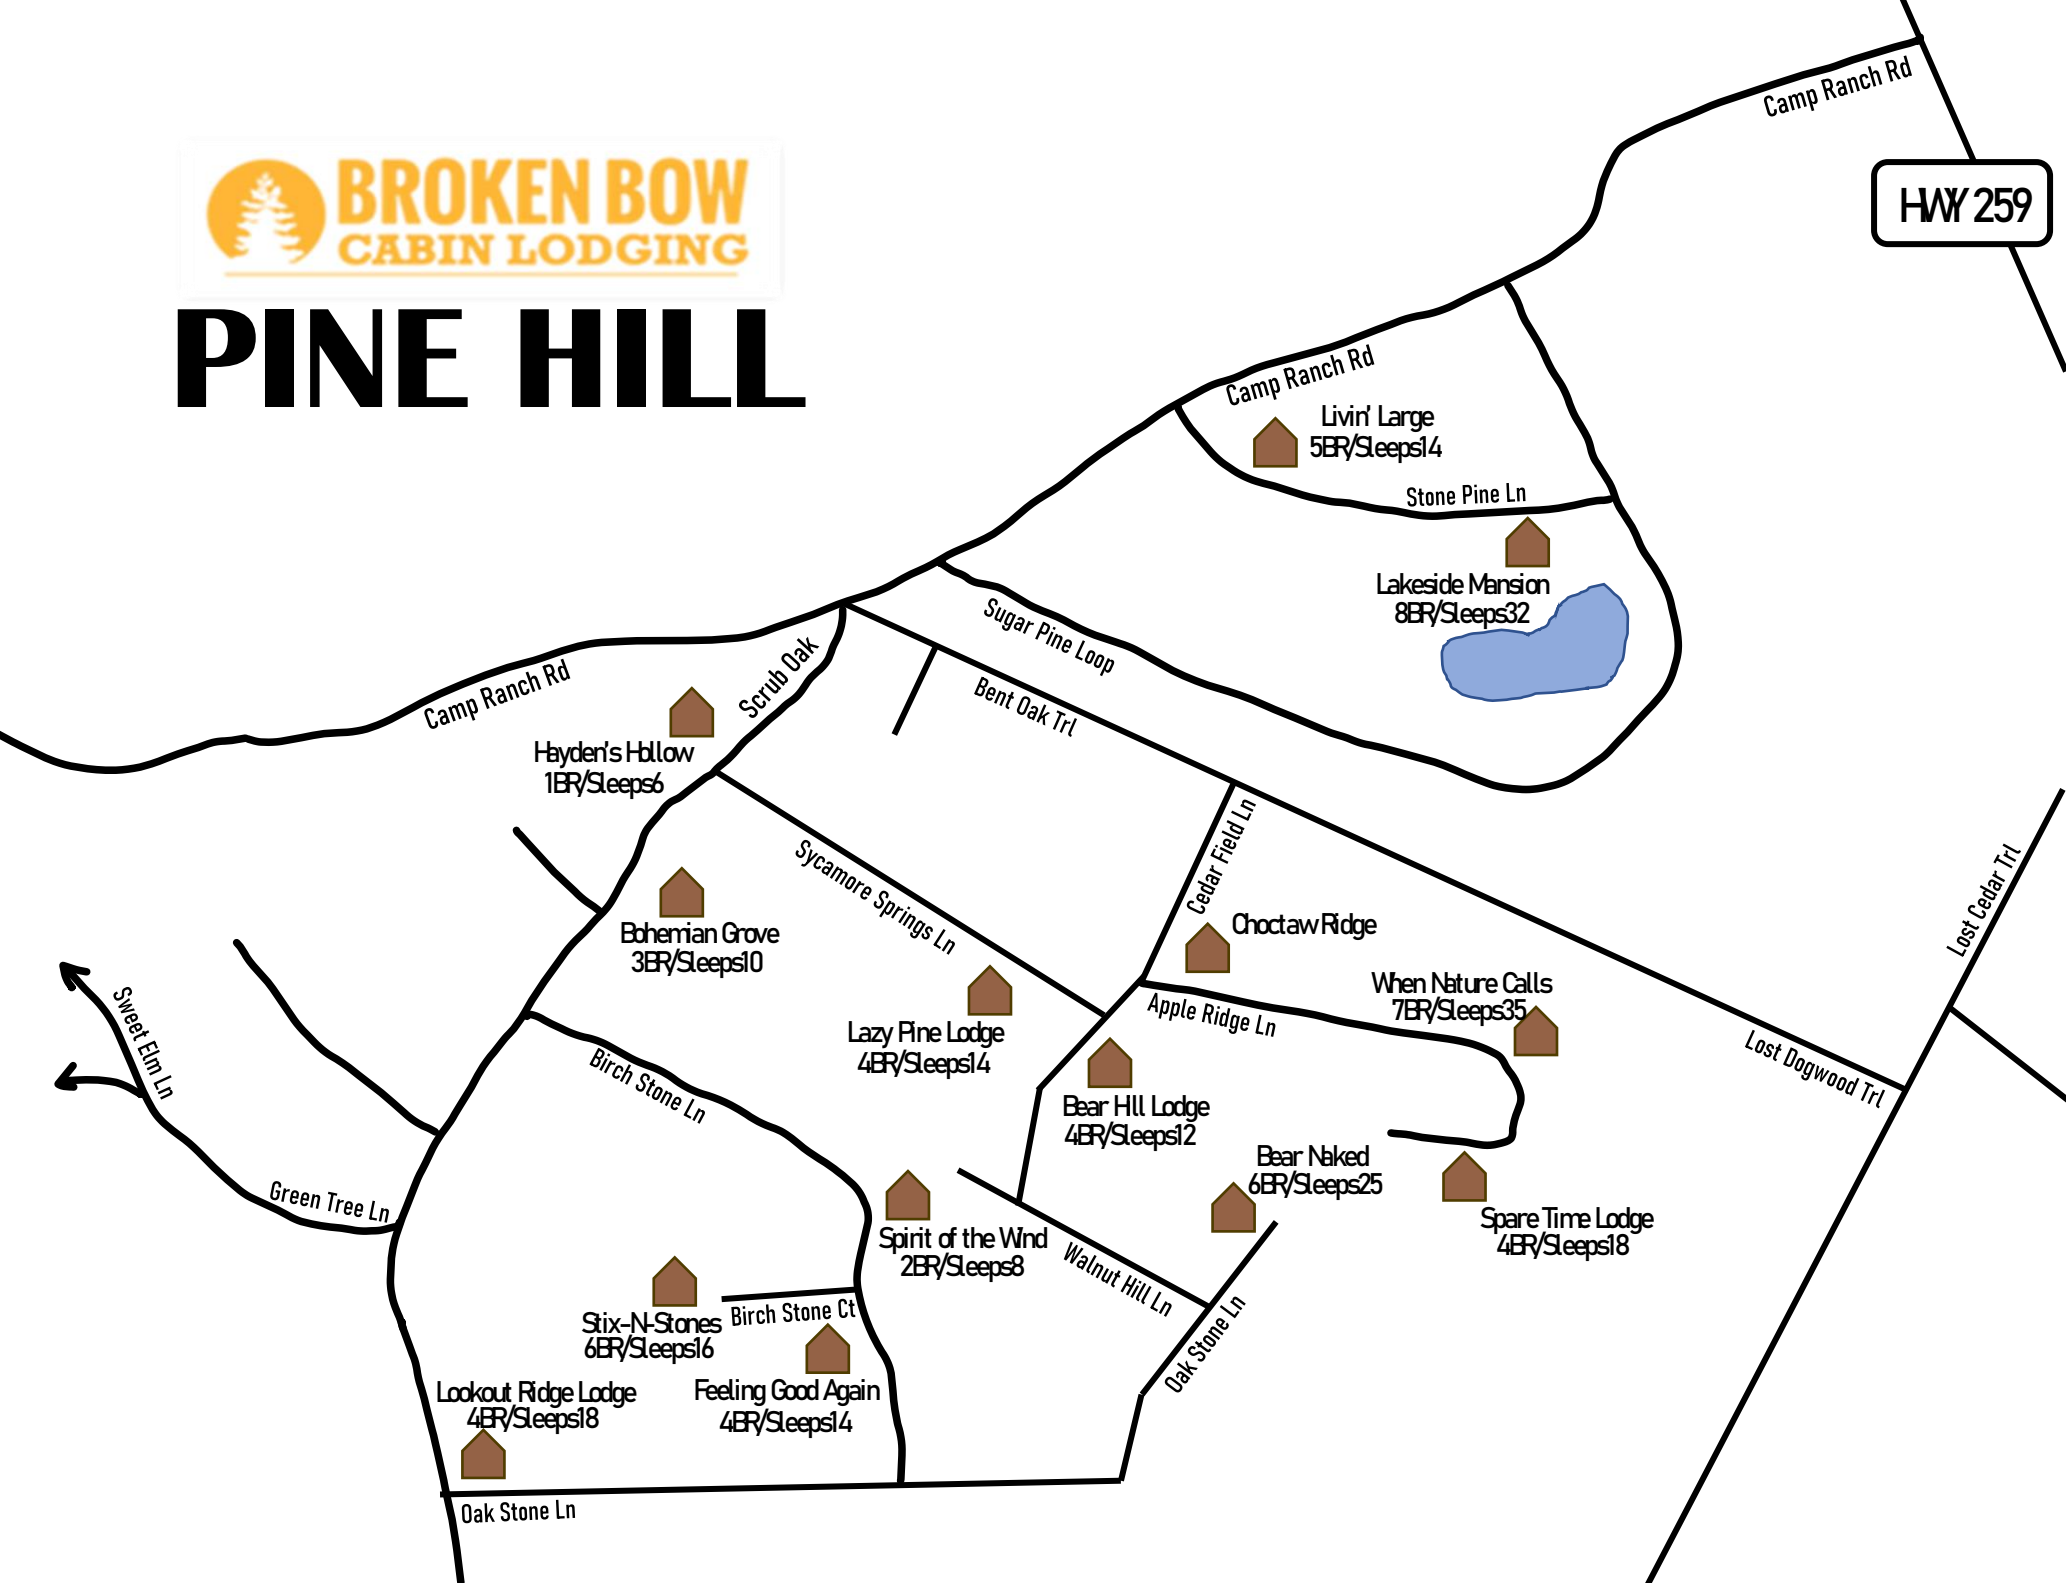 Camp Ranch Rd
HWY 259
BROKEN BOW
CABIN LODGING
PINE HILL
Camp Ranch Rd
Livin' Large
5BR/Sleeps14
Stone Pine Ln
Lakeside Mansion
8BR/Sleeps32
Sugar Pine Loop
Scrub Oak
Camp Ranch Rd
Bent Oak Trl
Hayden's Hollow
1BR/Sleeps6
Cedar Field Ln
Sycamore Springs Ln
Lost Cedar Trl
Bohemian Grove
3BR/Sleeps10
Choctaw Ridge
When Nature Calls
7BR/Sleeps35
Sweet Elm Ln
Lazy Pine Lodge
4BR/Sleeps14
Apple Ridge Ln
Lost Dogwood Trl
Birch Stone Ln
Bear HIll Lodge
4BR/Sleeps12
Bear Naked
6BR/Sleeps25
Green Tree Ln
Spare Time Lodge
4BR/Sleeps18
Spirit of the Wind
2BR/Sleeps8
Walnut Hill Ln
Stix-N-Stones
6BR/Sleeps16
Birch Stone Ct
Oak Stone Ln
Lookout Ridge Lodge
4BR/Sleeps18
Feeling Good Again
4BR/Sleeps14
Oak Stone Ln